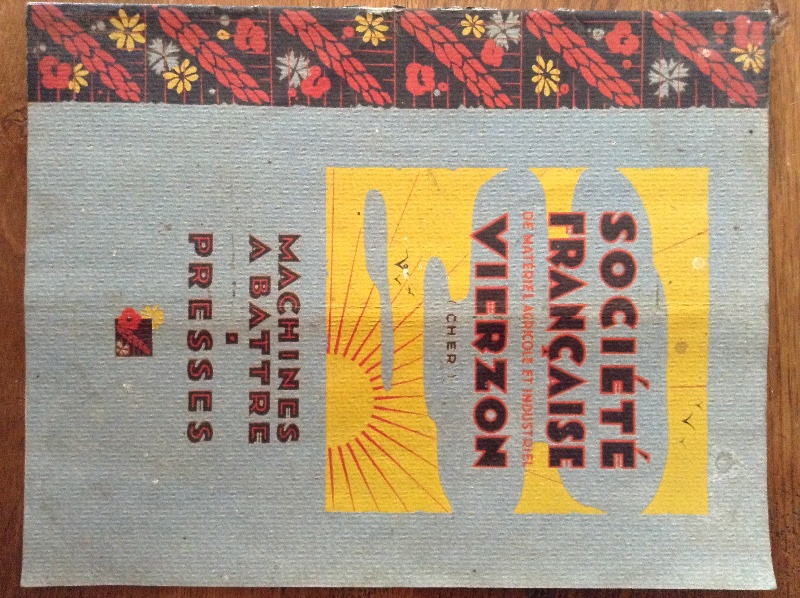 SOCIÉTÉ
FRANÇAISE
DE MATÉRIEL AGRICOLE ET INDUSTRIEL
VIERZON
(CHER)
MACHINES
A BATTRE
PRESSES